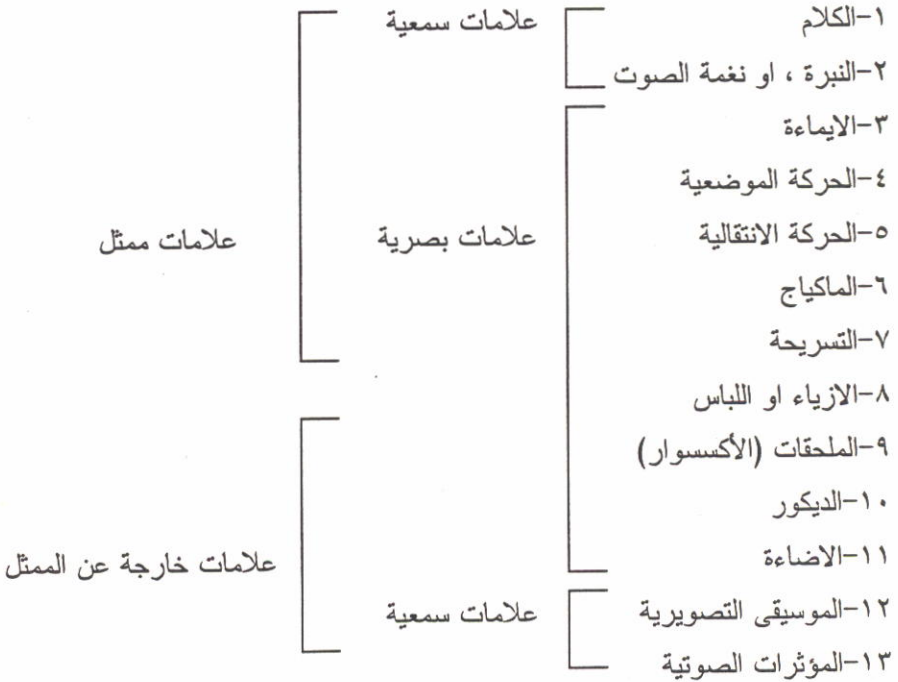 ١-الكلام
علامات سمعية
٢-النبرة ، او نغمة الصوت
٣-الايماءة
٤-الحركة الموضعية
٥-الحركة الانتقالية
علامات بصرية
علامات ممثل
٦-الماكياج
٧-التسريحة
٨-الازياء او اللباس
٩-الملحقات (الأكسسوار)
١٠-الديكور
١١-الاضاءة
علامات خارجة عن الممثل
١٢-الموسيقى التصويرية
علامات سمعية
١٣-المؤثرات الصوتية